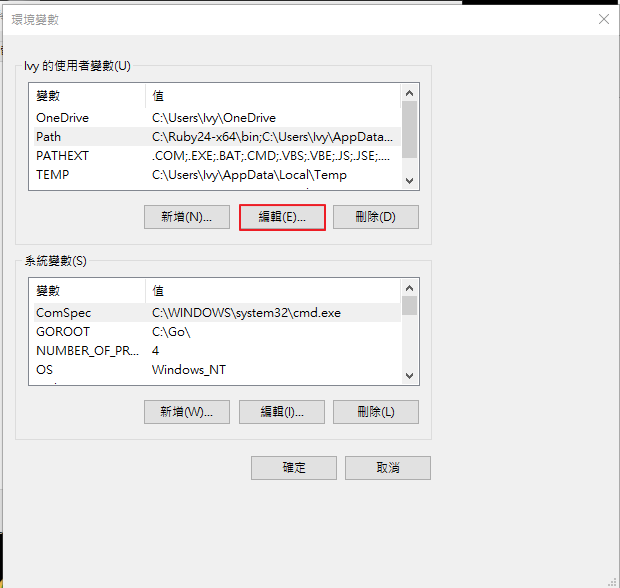 環境變數
Ivy 的使用者變數(U)
變數 值
OneDrive C:\Users\Ivy\OneDrive
Path C:\Ruby24-x64\bin;C:\Users\Ivy\AppData...
PATHEXT .COM;.EXE;.BAT;.CMD;.VBS;.VBE;.JS;.JSE;....
TEMP C:\Users\Ivy\AppData\Local\Temp
新增(N)... 編輯(E)... 刪除(D)
系統變數(S)
變數 值
ComSpec C:\WINDOWS\system32\cmd.exe
GOROOT C:\Go\
NUMBER_OF_PR... 4
OS Windows_NT
新增(W)... 編輯(I)... 刪除(L)
確定 取消